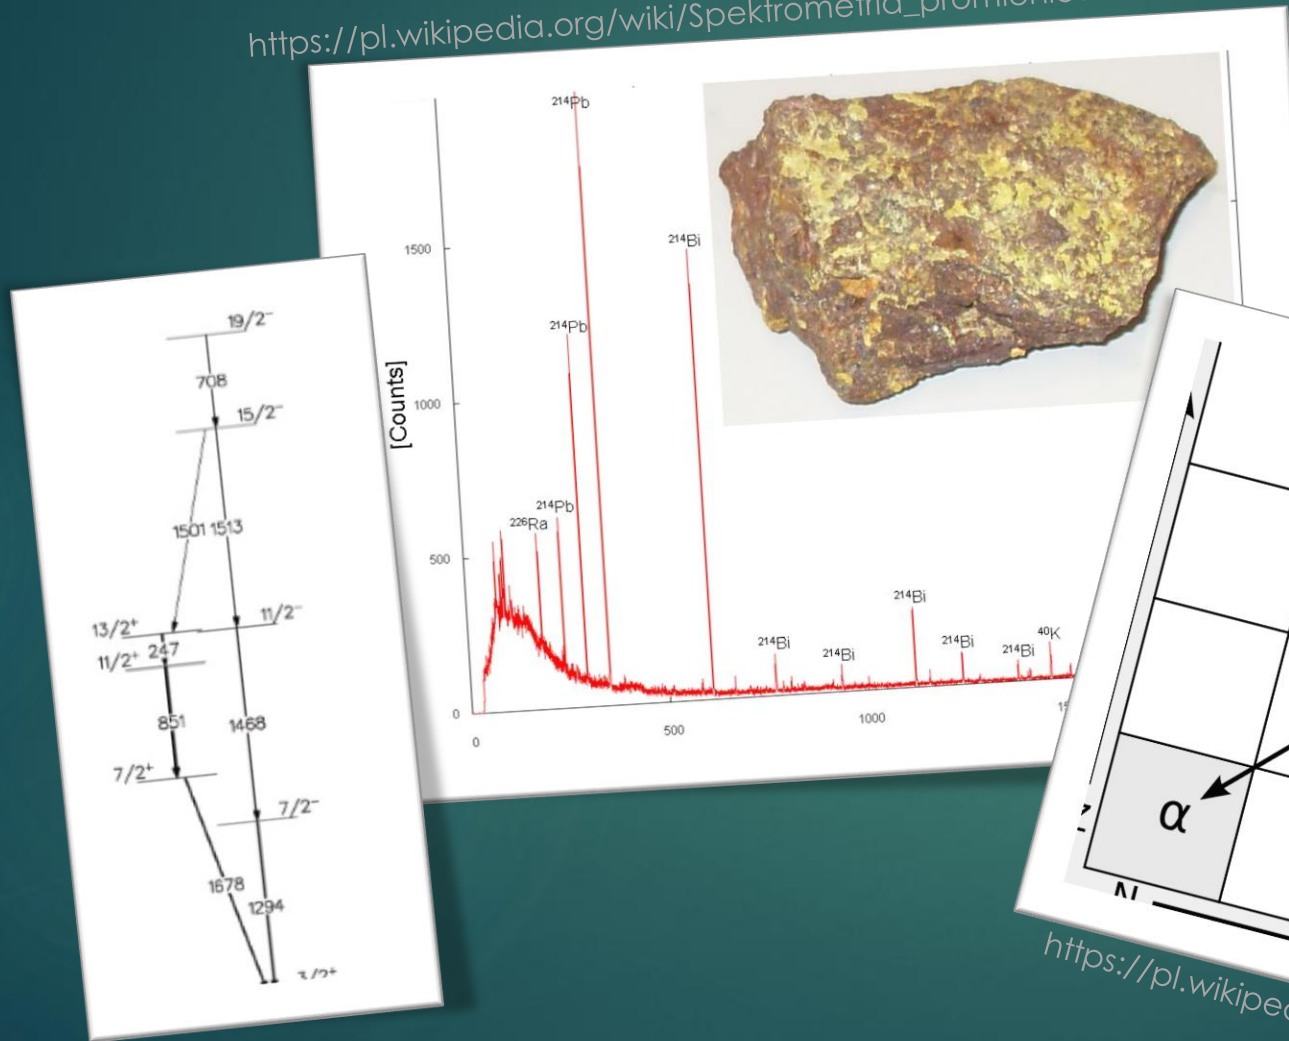 https://pl.wikipedia.org/wiki/Spektrometria_promieniow
214Pb
1500
214Bi
214Pb
[Counts]
1000
214Pb
226Ra
500
214Bi
214Bi
214Bi
214Bi
214Bi
40K
0
0
500
1000
19/2⁻
708
15/2⁻
1501 1513
13/2⁺
11/2⁻
247
11/2⁺
851
1468
7/2⁺
7/2⁻
1678
1294
3/2⁺
α
N
https://pl.wikiped